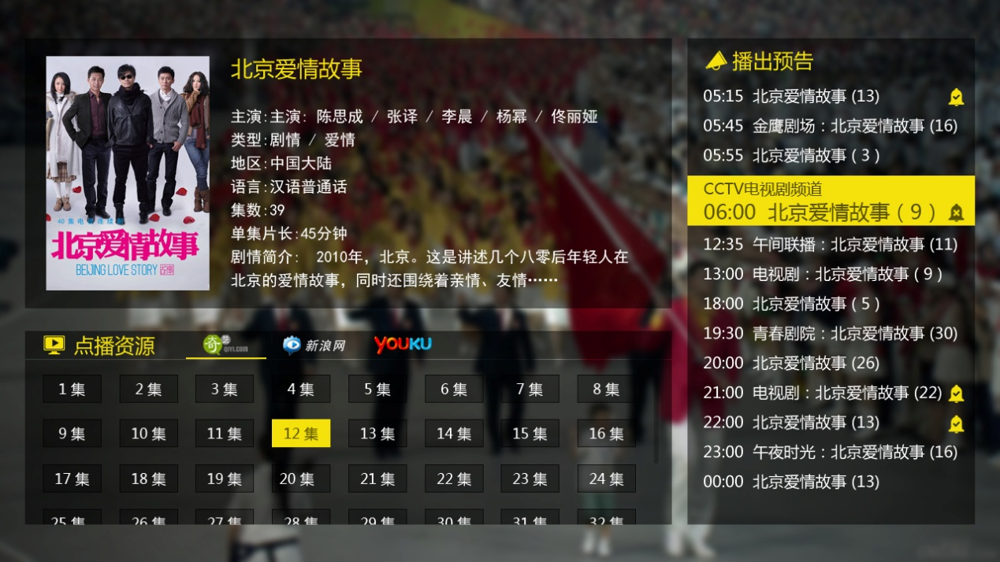 北京爱情故事
主演:主演: 陈思成 / 张译 / 李晨 / 杨幂 / 佟丽娅
类型:剧情 / 爱情
地区:中国大陆
语言:汉语普通话
集数:39
单集片长:45分钟
剧情简介: 2010年，北京。这是讲述几个八零后年轻人在
北京的爱情故事，同时还围绕着亲情、友情……
40集电视连续剧
北京爱情故事
BEIJING LOVE STORY
点播资源
奇艺 QIYI.com
新浪网
YOUKU
1 集 2 集 3 集 4 集 5 集 6 集 7 集 8 集
9 集 10 集 11 集 12 集 13 集 14 集 15 集 16 集
17 集 18 集 19 集 20 集 21 集 22 集 23 集 24 集
25 集 26 集 27 集 28 集 29 集 30 集 31 集 32 集
播出预告
05:15 北京爱情故事 (13)
05:45 金鹰剧场：北京爱情故事 (16)
05:55 北京爱情故事 ( 3 )
CCTV电视剧频道
06:00 北京爱情故事 ( 9 )
12:35 午间联播：北京爱情故事 (11)
13:00 电视剧：北京爱情故事 ( 9 )
18:00 北京爱情故事 ( 5 )
19:30 青春剧院：北京爱情故事 (30)
20:00 北京爱情故事 (26)
21:00 电视剧：北京爱情故事 (22)
22:00 北京爱情故事 (13)
23:00 午夜时光：北京爱情故事 (16)
00:00 北京爱情故事 (13)